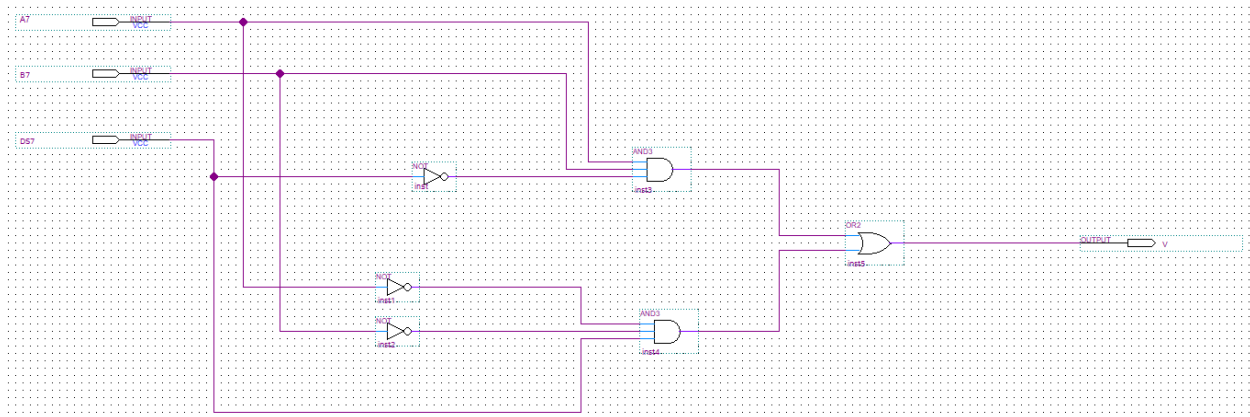 A7 INPUT
VCC
B7 INPUT
VCC
DS7 INPUT
VCC
AND3
NOT
inst
inst3
OR2
OUTPUT V
inst5
NOT
inst1
AND3
NOT
inst2
inst4